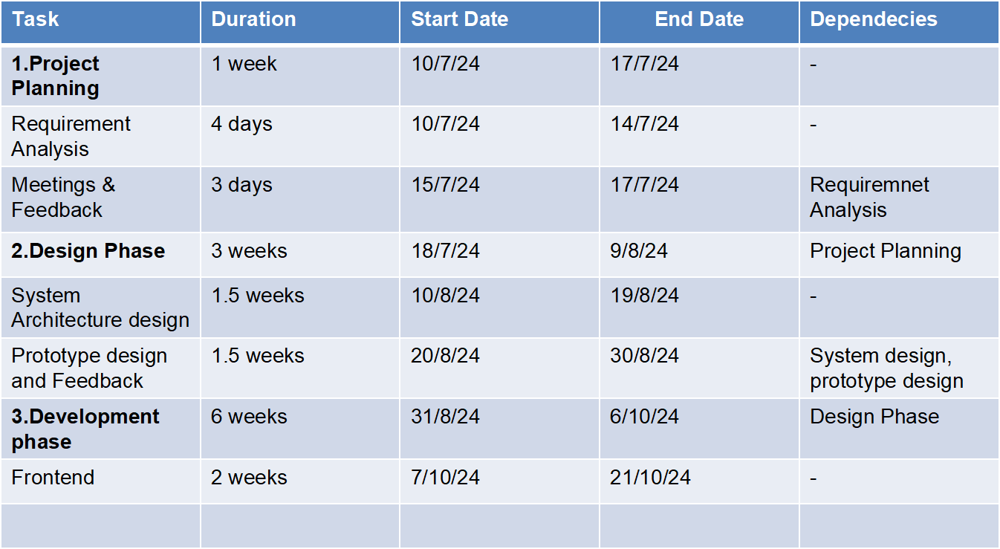 Task Duration Start Date End Date Dependecies
1.Project 1 week 10/7/24 17/7/24 -
Planning
Requirement 4 days 10/7/24 14/7/24 -
Analysis
Meetings & 3 days 15/7/24 17/7/24 Requiremnet
Feedback Analysis
2.Design Phase 3 weeks 18/7/24 9/8/24 Project Planning
System 1.5 weeks 10/8/24 19/8/24 -
Architecture design
Prototype design 1.5 weeks 20/8/24 30/8/24 System design,
and Feedback prototype design
3.Development 6 weeks 31/8/24 6/10/24 Design Phase
phase
Frontend 2 weeks 7/10/24 21/10/24 -